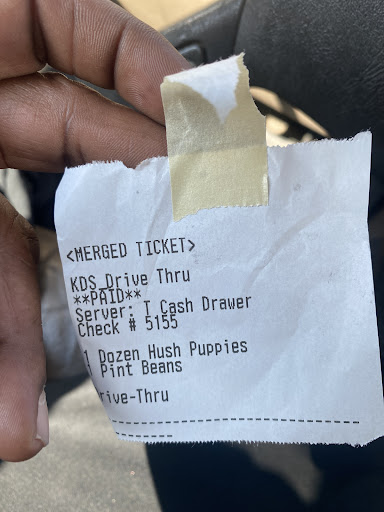 <MERGED TICKET>
KDS Drive Thru
**PAID**
Server: T Cash Drawer
Check # 5155
1 Dozen Hush Puppies
Pint Beans
rive-Thru